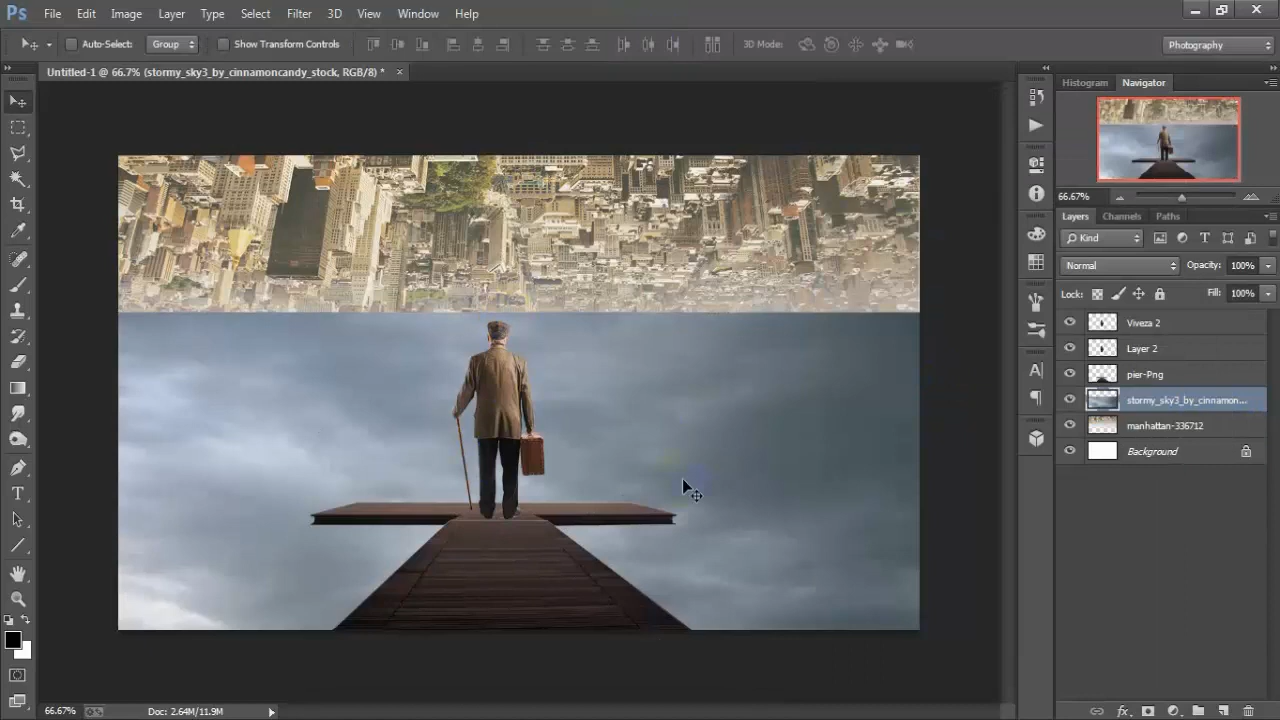 Ps File Edit Image Layer Type Select Filter 3D View Window Help
Auto-Select: Group Show Transform Controls 3D Mode: Photography
Untitled-1 @ 66.7% (stormy_sky3_by_cinnamoncandy_stock, RGB/8) * ×
Histogram Navigator
66.67%
Layers Channels Paths
Kind T
Normal Opacity: 100%
Lock: Fill: 100%
Viveza 2
Layer 2
pier-Png
stormy_sky3_by_cinnamon...
manhattan-336712
Background
A
T
fx
66.67% Doc: 2.64M/11.9M